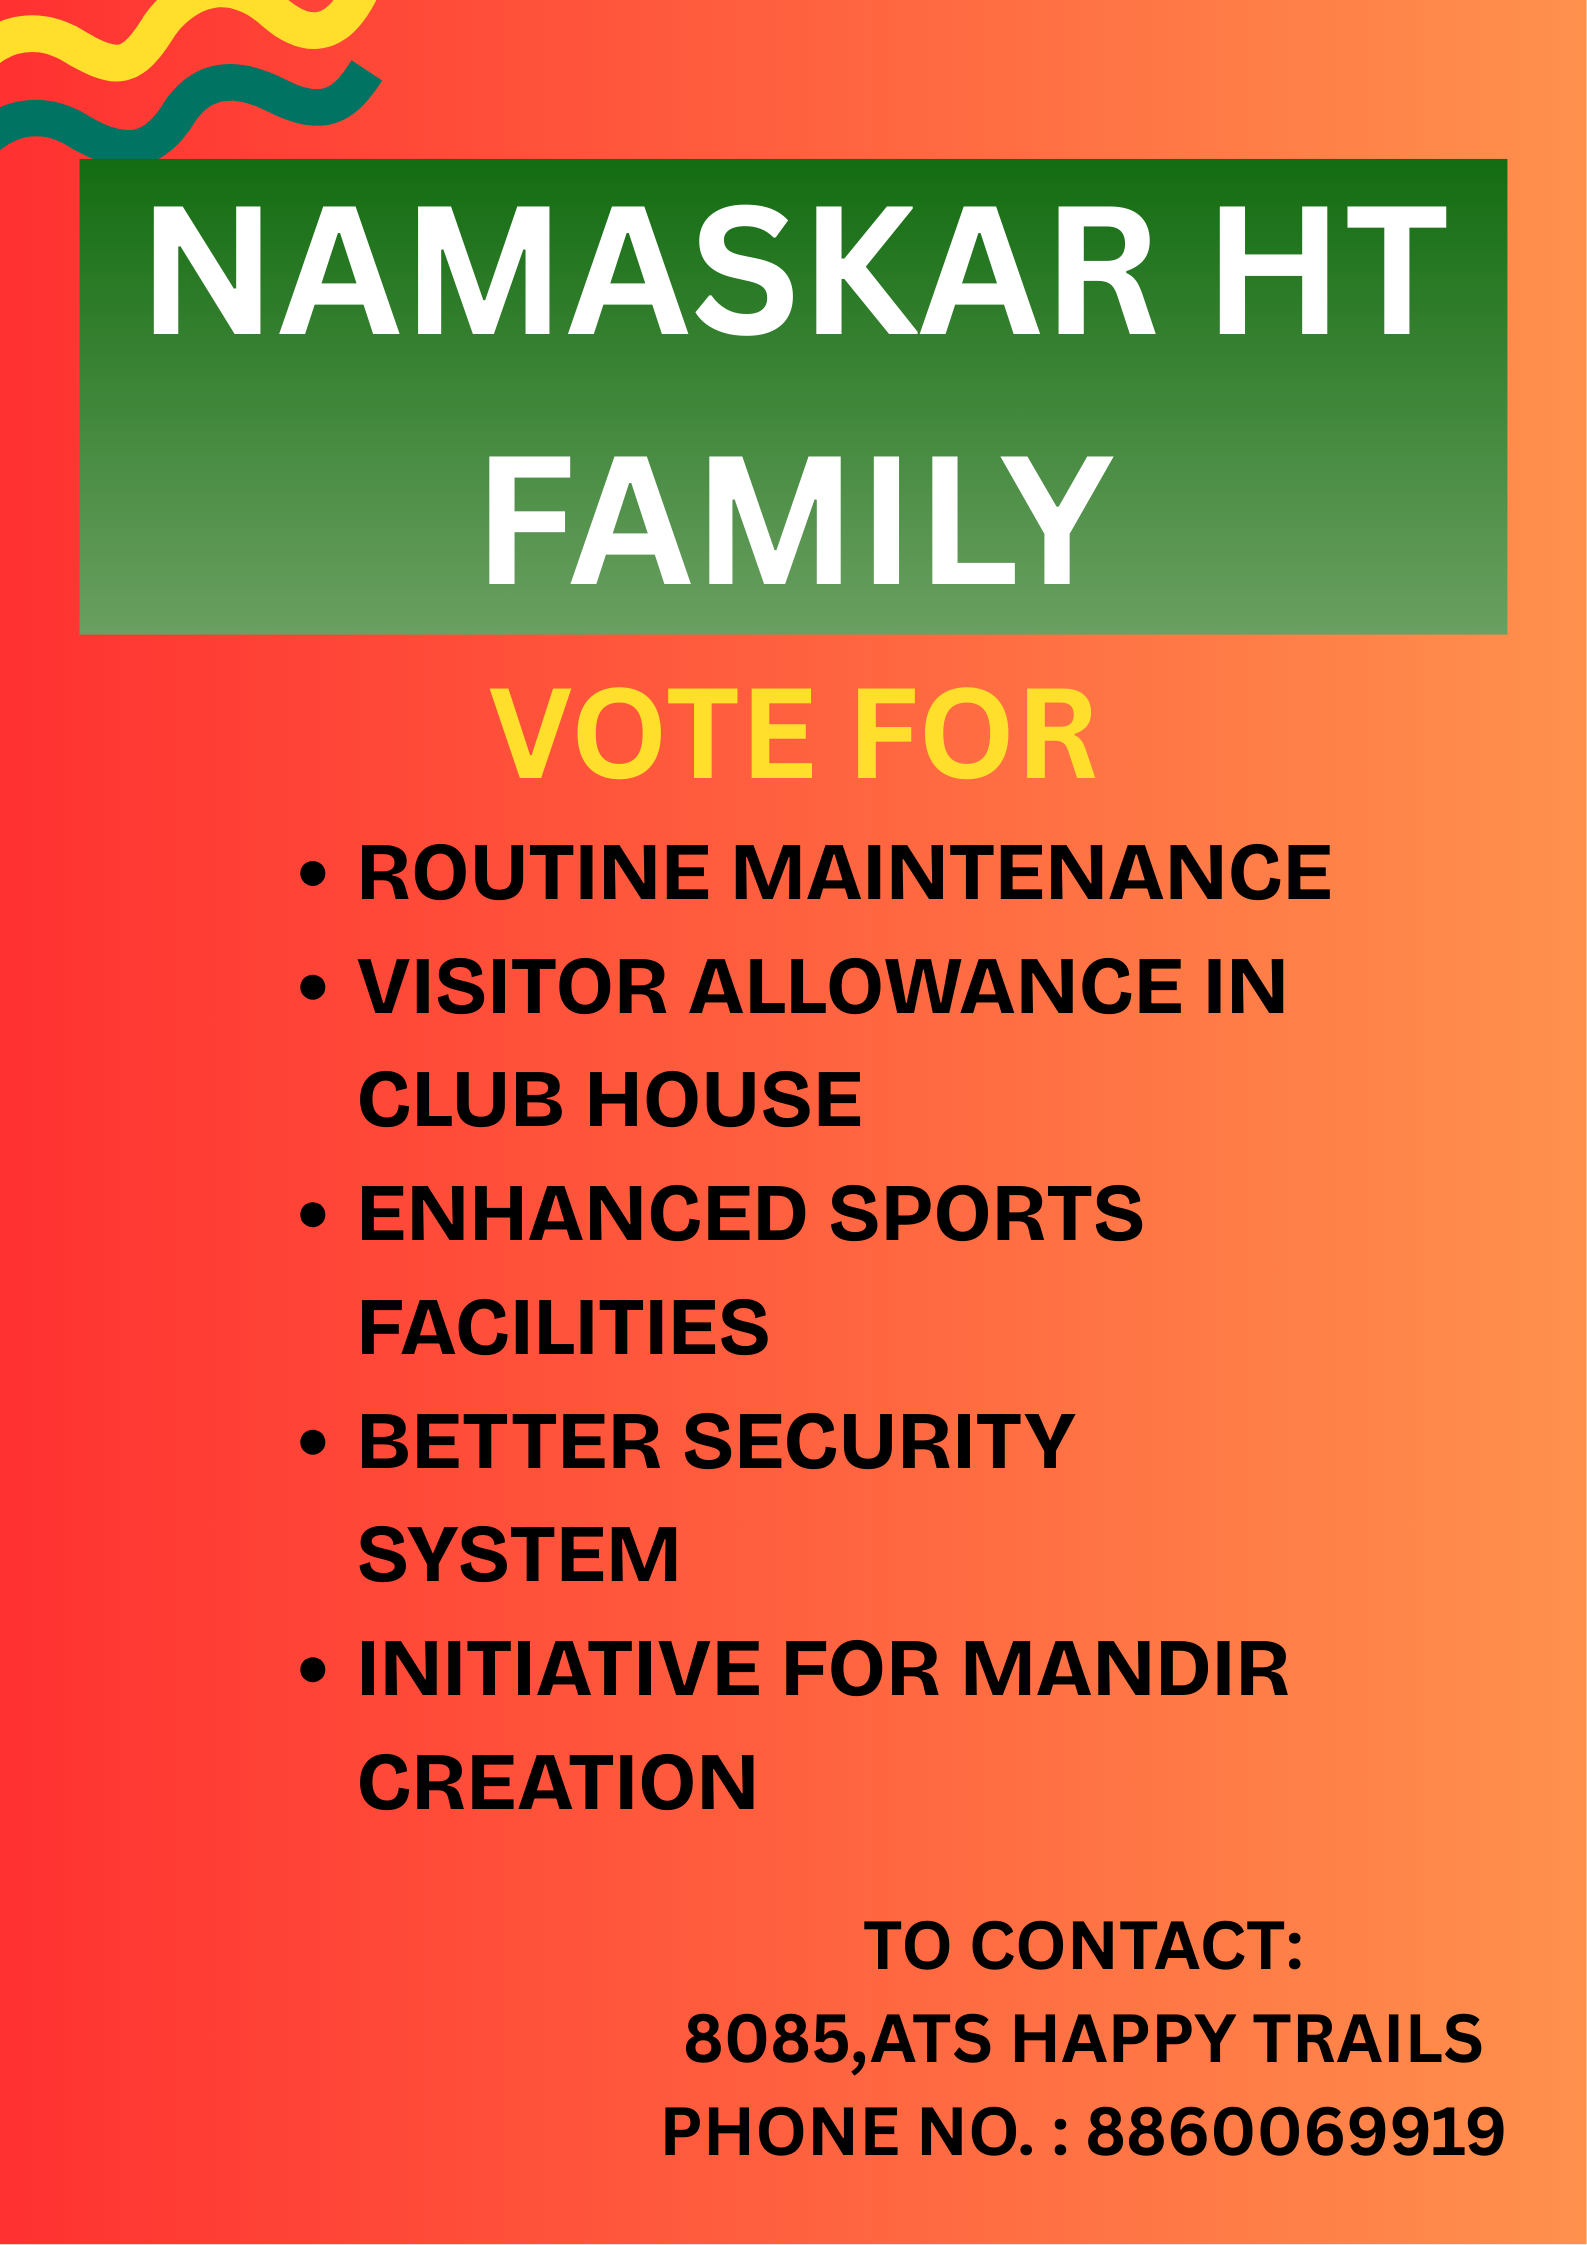 NAMASKAR HT
FAMILY
VOTE FOR
• ROUTINE MAINTENANCE
• VISITOR ALLOWANCE IN
CLUB HOUSE
• ENHANCED SPORTS
FACILITIES
• BETTER SECURITY
SYSTEM
• INITIATIVE FOR MANDIR
CREATION
TO CONTACT:
8085,ATS HAPPY TRAILS
PHONE NO. : 8860069919